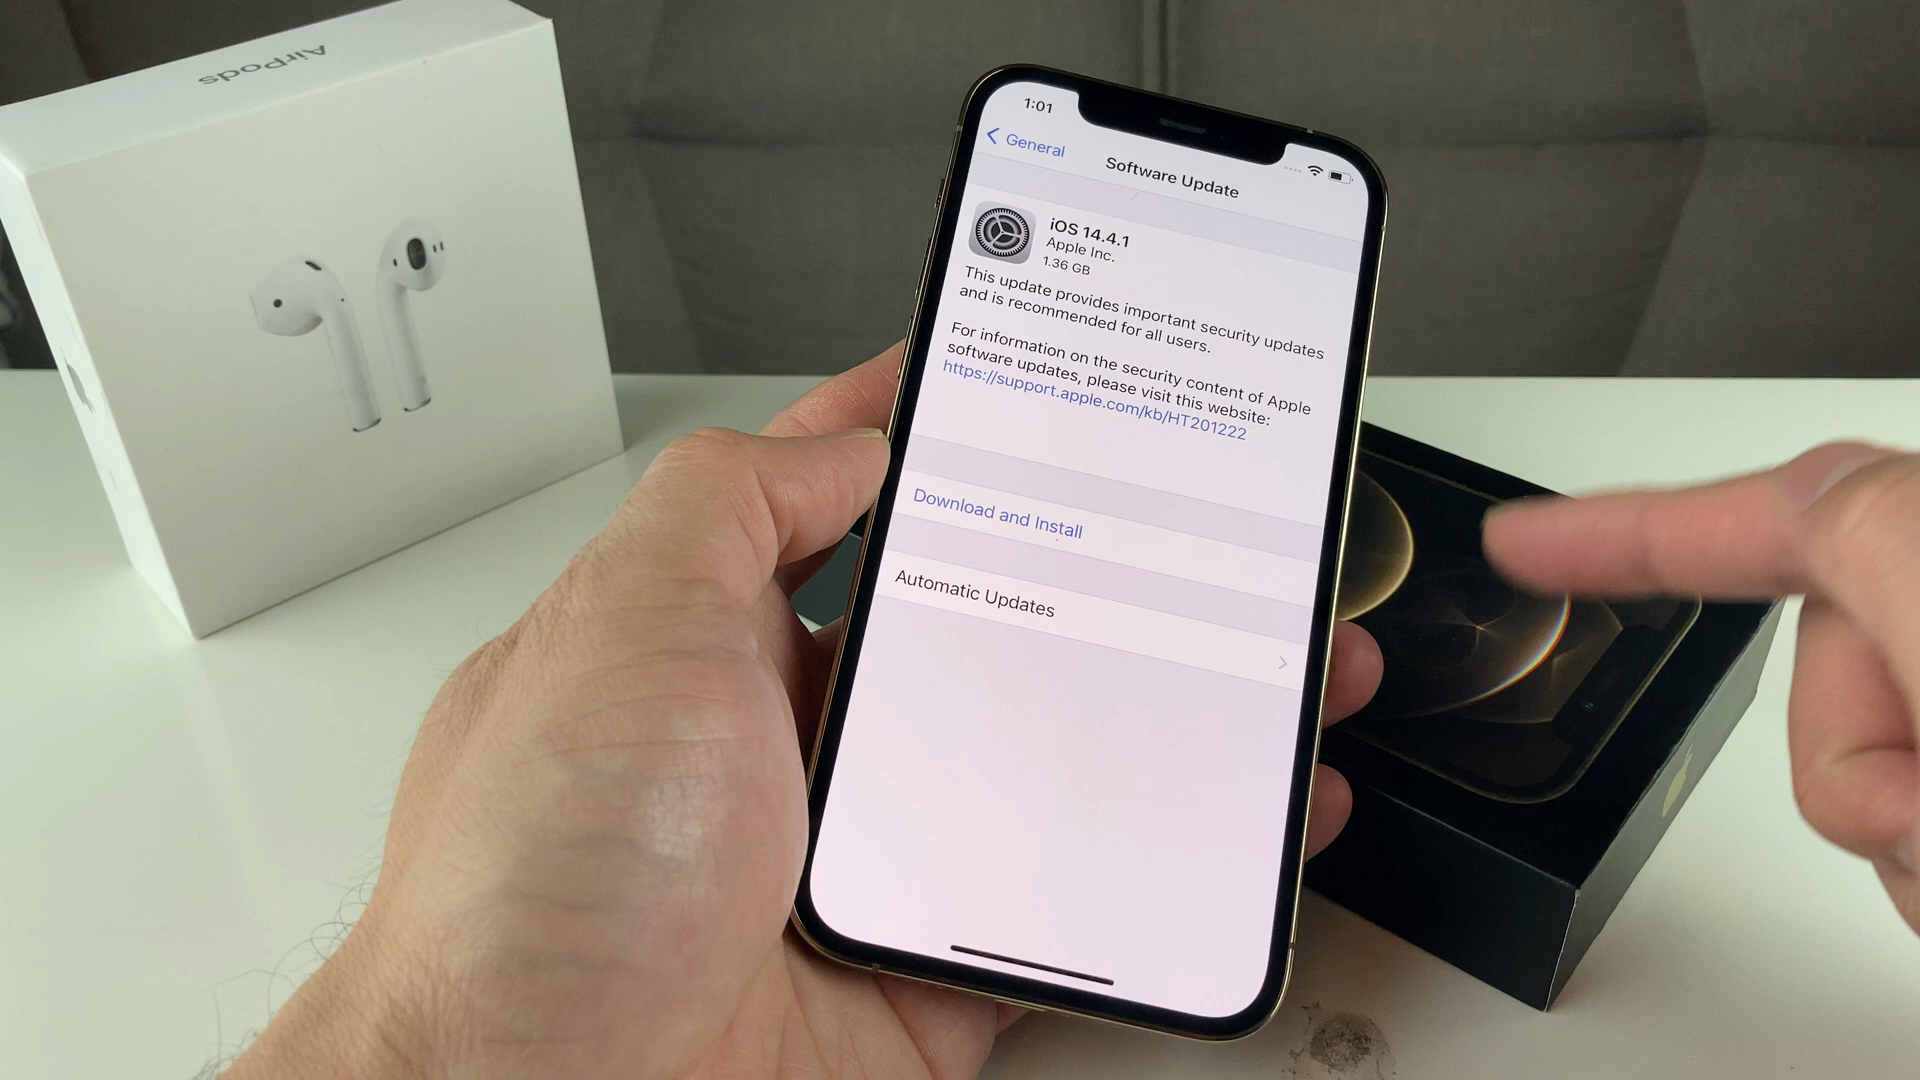 AirPods
1:01
General
Software Update
iOS 14.4.1
Apple Inc.
1.36 GB
This update provides important security updates
and is recommended for all users.
For information on the security content of Apple
software updates, please visit this website:
https://support.apple.com/kb/HT201222
Download and Install
Automatic Updates